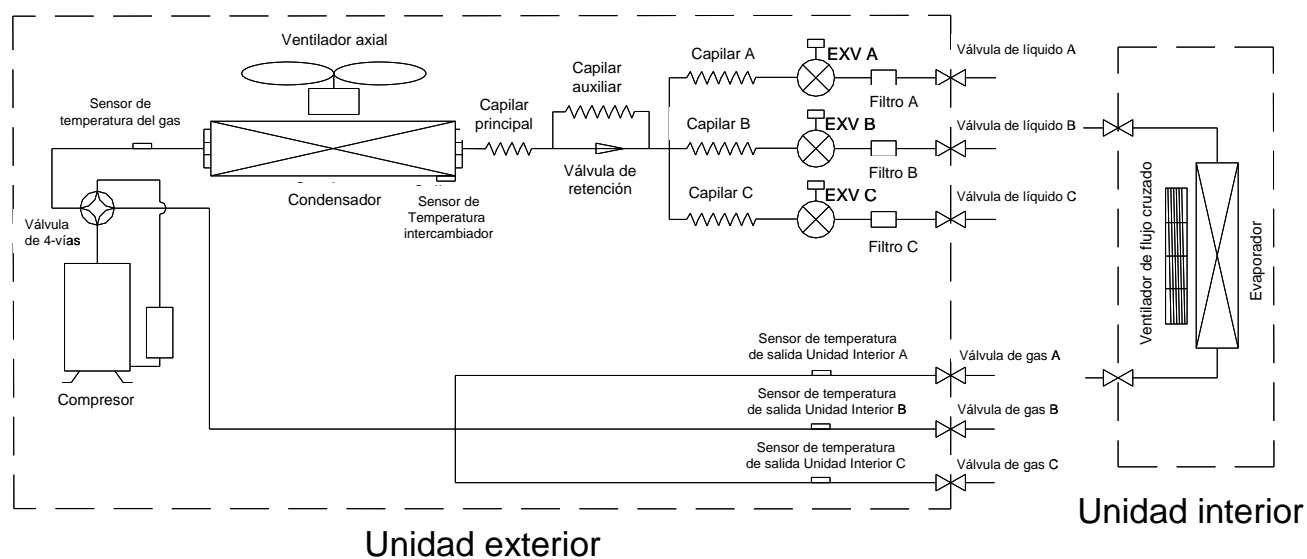 Ventilador axial
Sensor de
temperatura del gas
Capilar
principal
Capilar
auxiliar
Válvula de
retención
Capilar A
EXV A
Filtro A
Válvula de líquido A
Capilar B
EXV B
Filtro B
Válvula de líquido B
Capilar C
EXV C
Filtro C
Válvula de líquido C
Condensador
Sensor de
Temperatura
intercambiador
Válvula
de 4-vías
Compresor
Sensor de temperatura
de salida Unidad Interior A
Válvula de gas A
Sensor de temperatura
de salida Unidad Interior B
Válvula de gas B
Sensor de temperatura
de salida Unidad Interior C
Válvula de gas C
Ventilador de flujo cruzado
Evaporador
Unidad exterior
Unidad interior